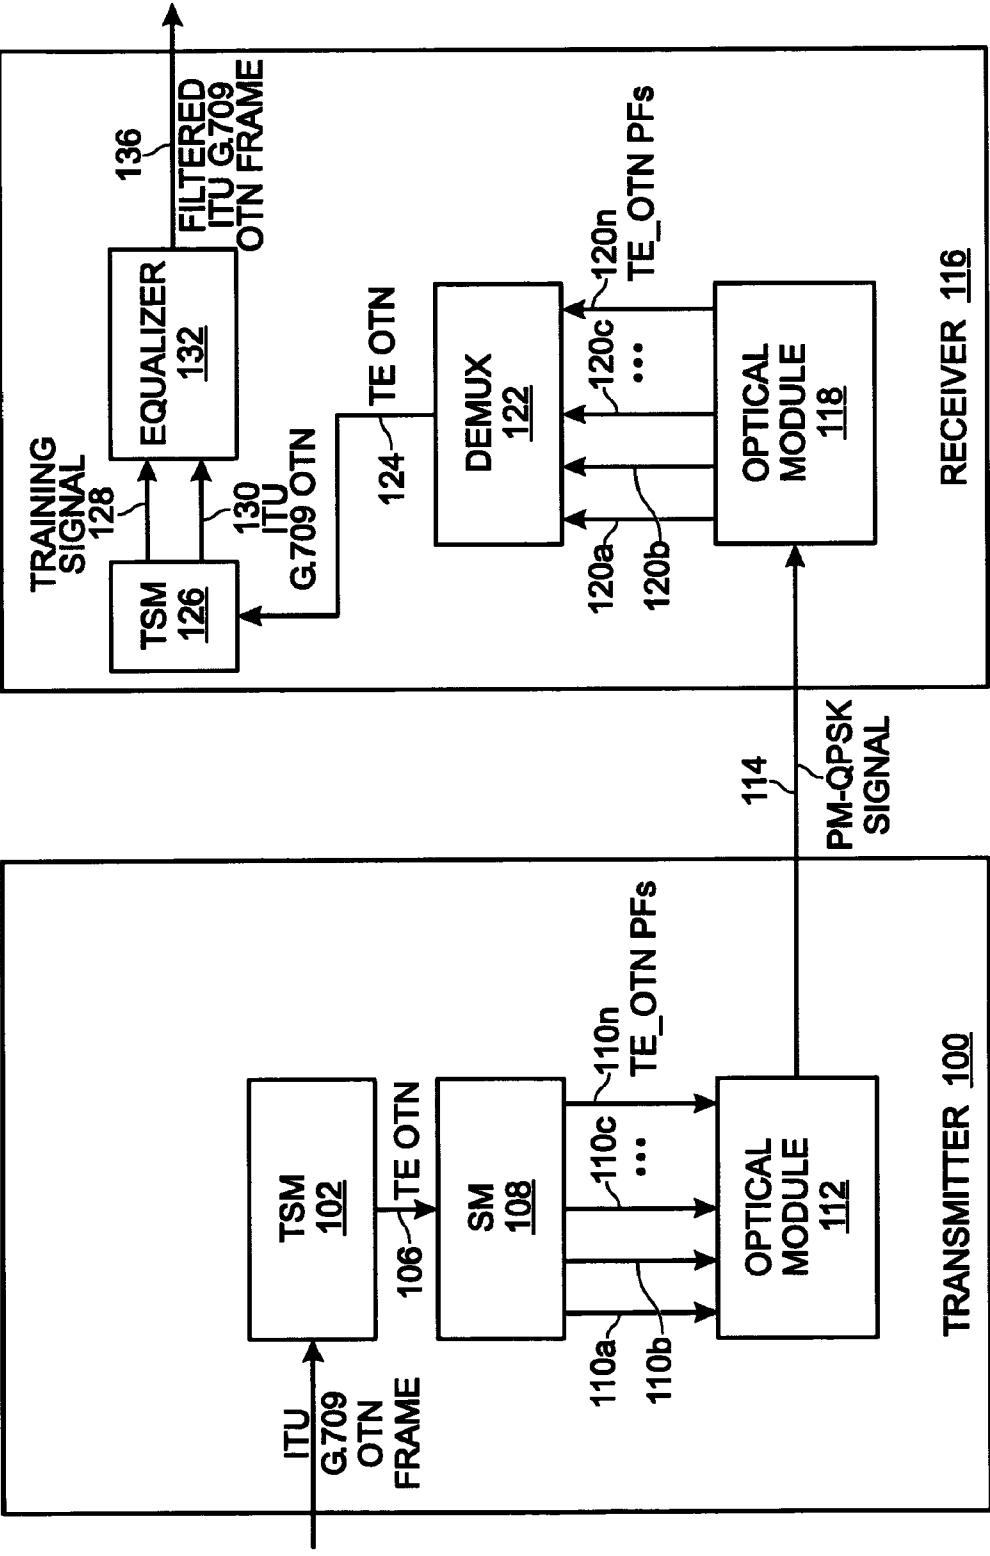 ITU
G.709
OTN
FRAME
TSM
102
106
TE OTN
SM
108
110a
110b
110c
110n
...
TE_OTN PFs
OPTICAL
MODULE
112
TRANSMITTER 100
114
PM-QPSK
SIGNAL
TRAINING
SIGNAL
128
TSM
126
130
ITU
G.709 OTN
EQUALIZER
132
136
FILTERED
ITU G.709
OTN FRAME
124
TE OTN
DEMUX
122
120a
120b
120c
120n
...
TE_OTN PFs
OPTICAL
MODULE
118
RECEIVER 116